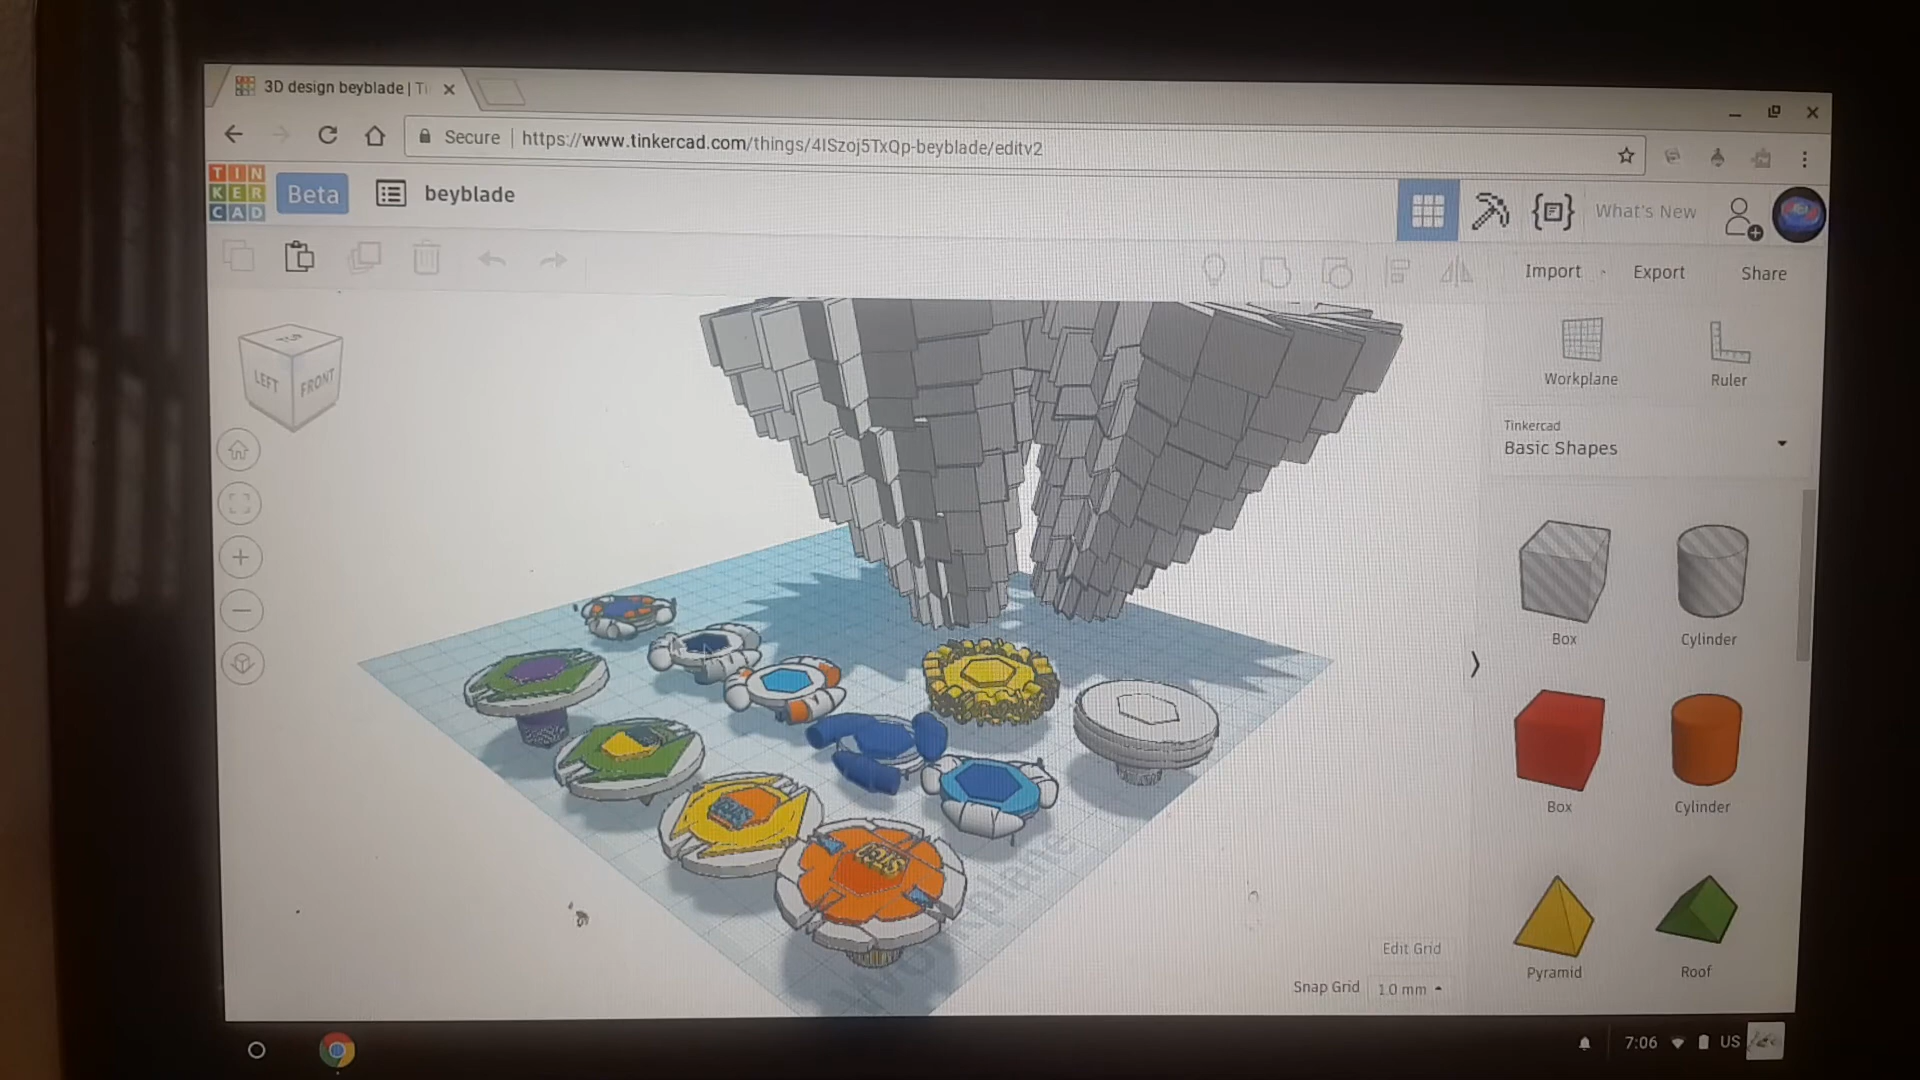 3D design beyblade | Ti
Secure
https://www.tinkercad.com/things/4ISzoj5TxQp-beyblade/editv2
TIN
KER
CAD
Beta
beyblade
What's New
Import
Export
Share
TOP
LEFT
FRONT
Workplane
Ruler
Tinkercad
Basic Shapes
Box
Cylinder
Box
Cylinder
Pyramid
Roof
Workplane
Edit Grid
Snap Grid
1.0 mm
7:06
US